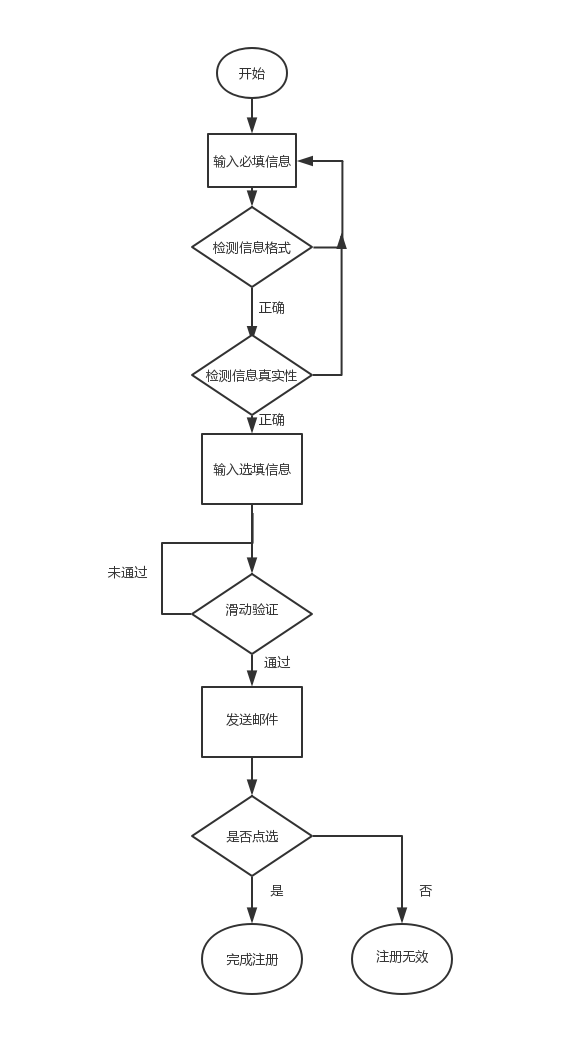 开始
输入必填信息
检测信息格式
正确
检测信息真实性
正确
输入选填信息
未通过
滑动验证
通过
发送邮件
是否点选
是
否
完成注册
注册无效